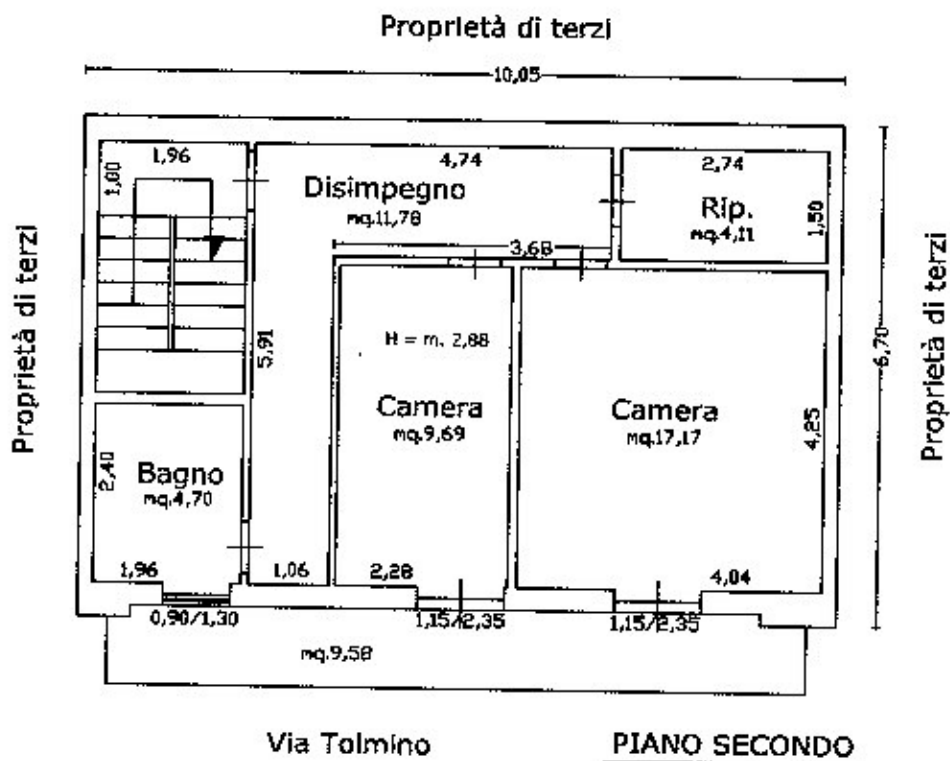 Proprietà di terzi
10,05
1,96
1,00
4,74
Disimpegno
mq.11,78
2,74
Rip.
mq.4,11
1,50
3,68
Proprietà di terzi
5,91
H = m. 2,88
6,70
Proprietà di terzi
Camera
mq.9,69
Camera
mq.17,17
4,25
2,40
Bagno
mq.4,70
1,96
1,06
2,28
4,04
0,90/1,30
1,15/2,35
1,15/2,35
mq.9,58
Via Tolmino
PIANO SECONDO